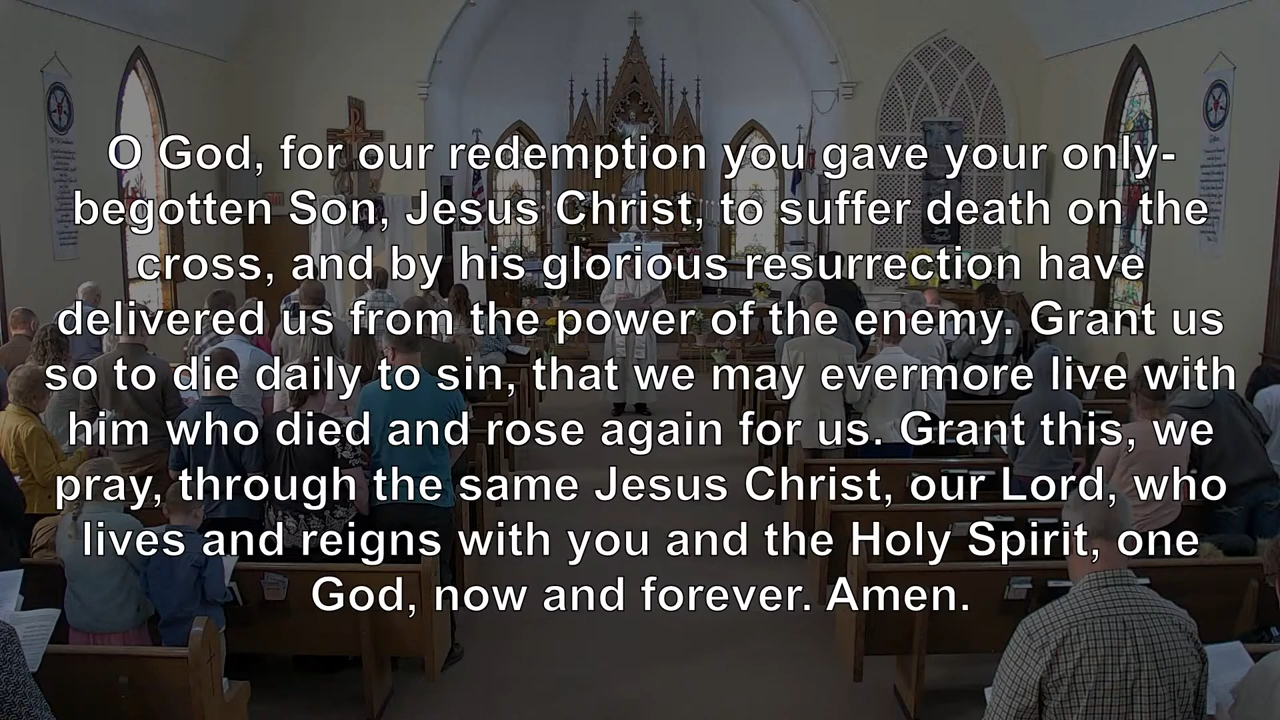 O God, for our redemption you gave your only-
begotten Son, Jesus Christ, to suffer death on the
cross, and by his glorious resurrection have
delivered us from the power of the enemy. Grant us
so to die daily to sin, that we may evermore live with
him who died and rose again for us. Grant this, we
pray, through the same Jesus Christ, our Lord, who
lives and reigns with you and the Holy Spirit, one
God, now and forever. Amen.